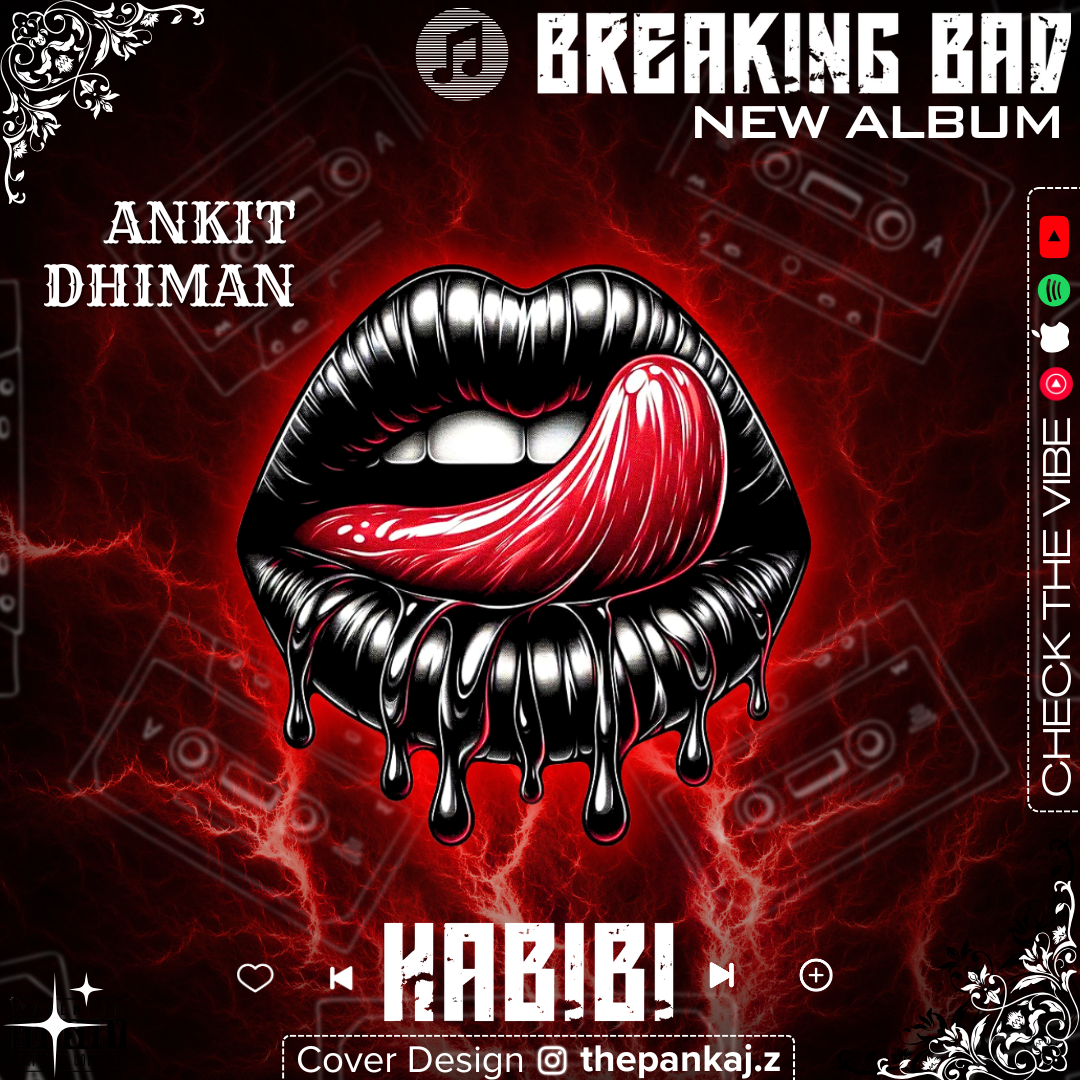 BREAKING BAD
NEW ALBUM
ANKIT
DHIMAN
CHECK THE VIBE
HABIBI
Cover Design thepankaj.z